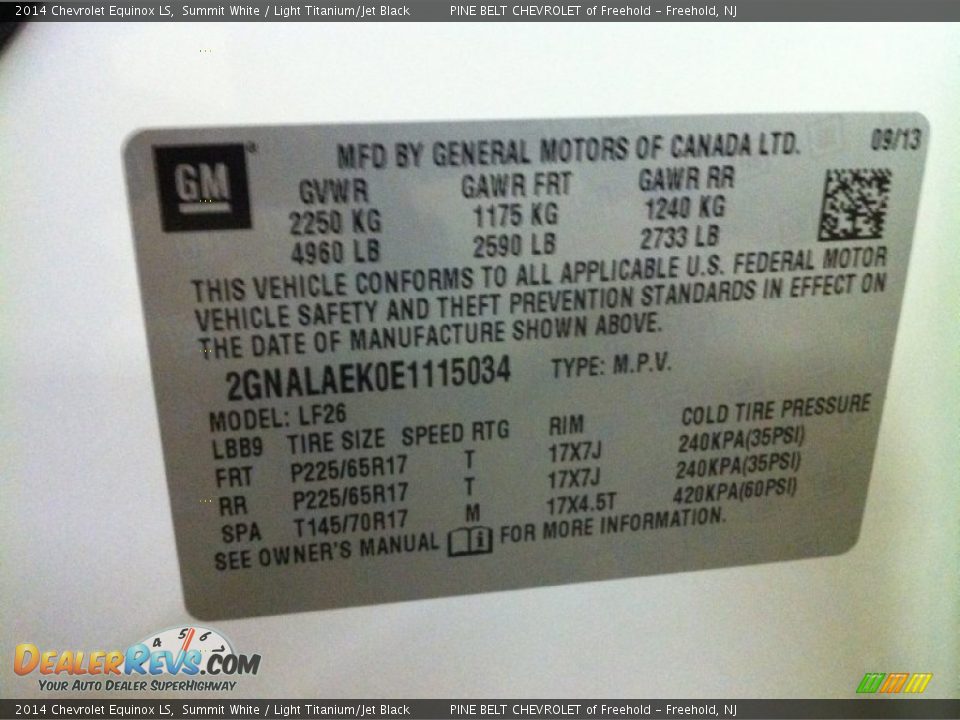 2014 Chevrolet Equinox LS, Summit White / Light Titanium/Jet Black PINE BELT CHEVROLET of Freehold – Freehold, NJ
GM®
MFD BY GENERAL MOTORS OF CANADA LTD. 09/13
GVWR GAWR FRT GAWR RR
2250 KG 1175 KG 1240 KG
4960 LB 2590 LB 2733 LB
THIS VEHICLE CONFORMS TO ALL APPLICABLE U.S. FEDERAL MOTOR
VEHICLE SAFETY AND THEFT PREVENTION STANDARDS IN EFFECT ON
THE DATE OF MANUFACTURE SHOWN ABOVE.
2GNALAEK0E1115034 TYPE: M.P.V.
MODEL: LF26
LBB9 TIRE SIZE SPEED RTG RIM COLD TIRE PRESSURE
FRT P225/65R17 T 17X7J 240KPA(35PSI)
RR P225/65R17 T 17X7J 240KPA(35PSI)
SPA T145/70R17 M 17X4.5T 420KPA(60PSI)
SEE OWNER'S MANUAL i FOR MORE INFORMATION.
4 5 6 7
DEALERREVS.COM
YOUR AUTO DEALER SUPERHIGHWAY
2014 Chevrolet Equinox LS, Summit White / Light Titanium/Jet Black PINE BELT CHEVROLET of Freehold – Freehold, NJ